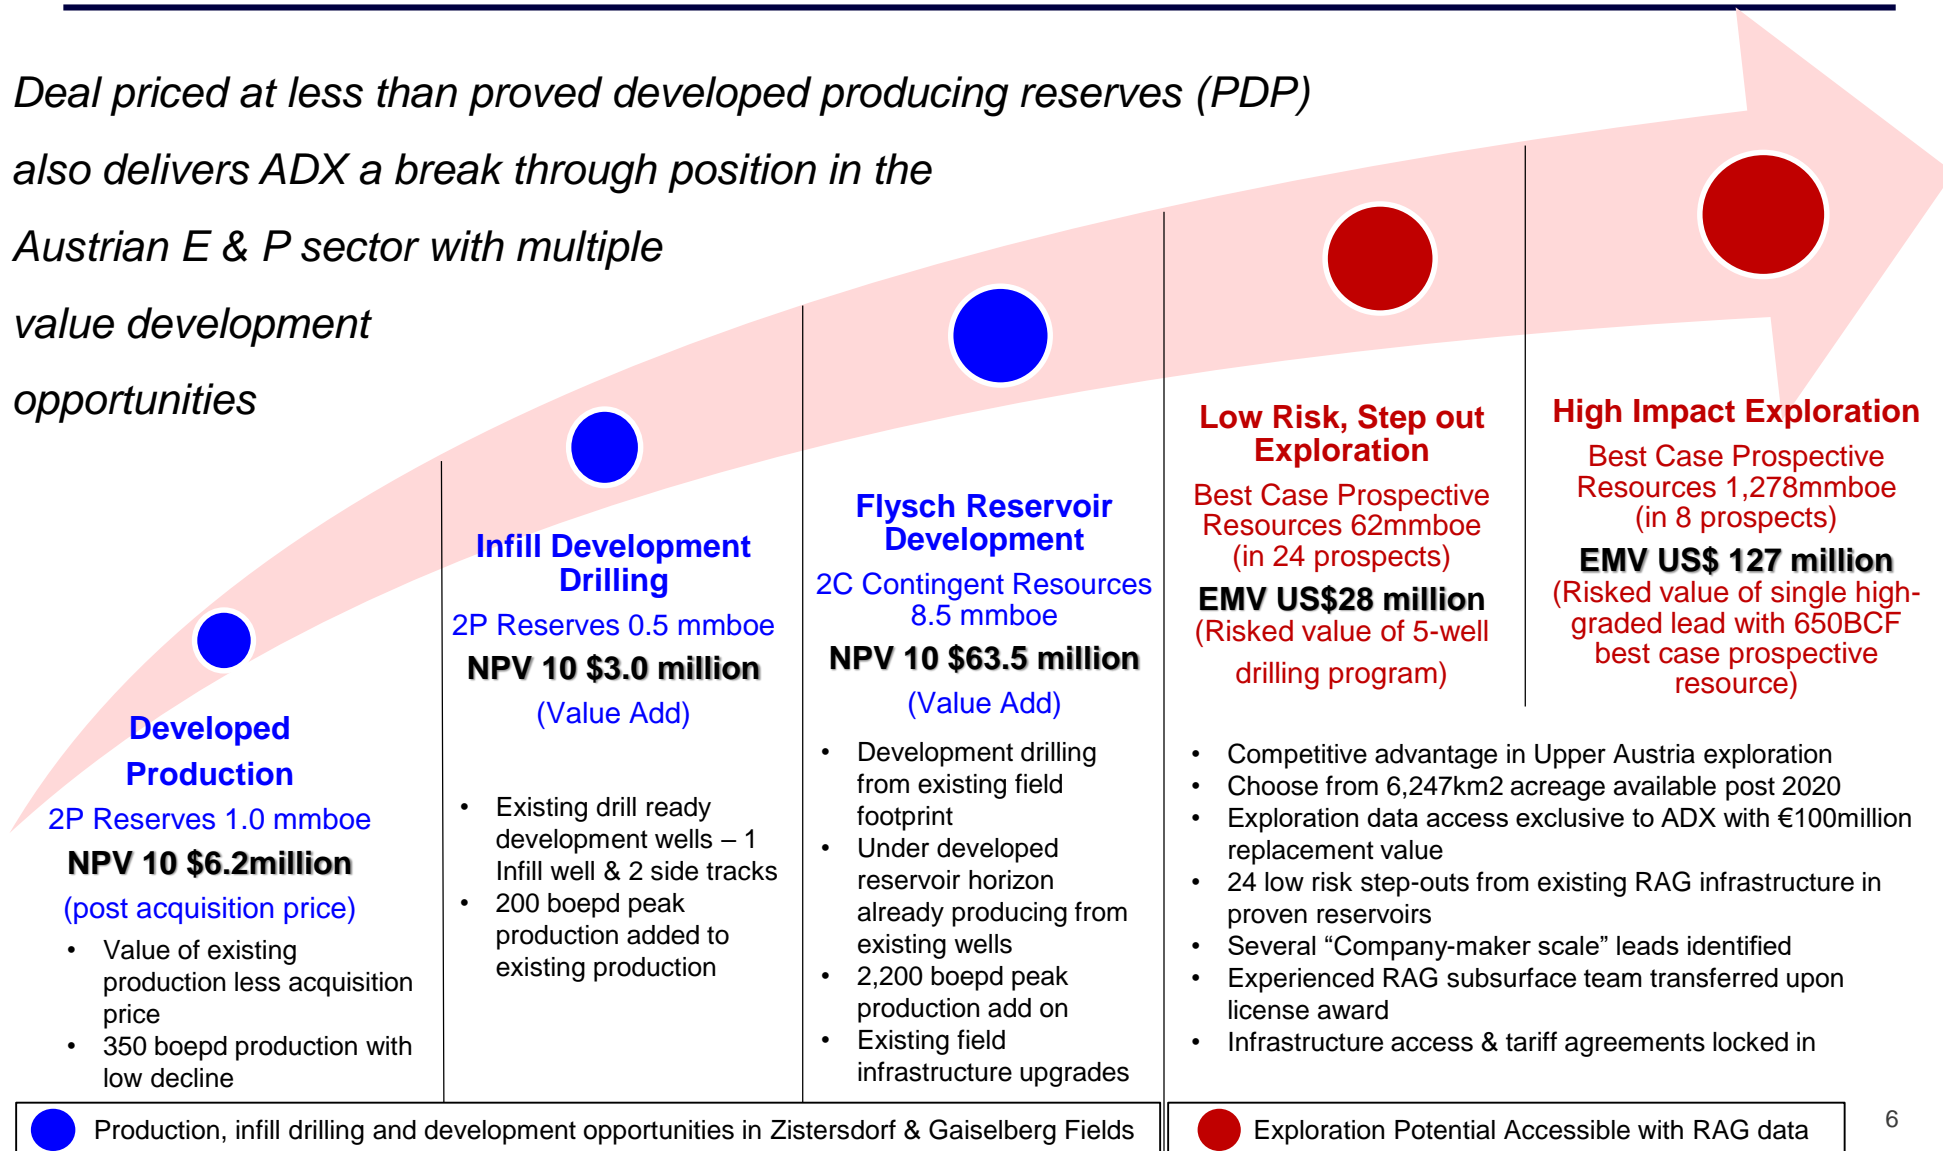 Deal priced at less than proved developed producing reserves (PDP)
also delivers ADX a break through position in the
Austrian E & P sector with multiple
value development
opportunities
Developed
Production
2P Reserves 1.0 mmboe
NPV 10 $6.2million
(post acquisition price)
• Value of existing
production less acquisition
price
• 350 boepd production with
low decline
Infill Development
Drilling
2P Reserves 0.5 mmboe
NPV 10 $3.0 million
(Value Add)
• Existing drill ready
development wells – 1
Infill well & 2 side tracks
• 200 boepd peak
production added to
existing production
Flysch Reservoir
Development
2C Contingent Resources
8.5 mmboe
NPV 10 $63.5 million
(Value Add)
• Development drilling
from existing field
footprint
• Under developed
reservoir horizon
already producing from
existing wells
• 2,200 boepd peak
production add on
• Existing field
infrastructure upgrades
Low Risk, Step out
Exploration
Best Case Prospective
Resources 62mmboe
(in 24 prospects)
EMV US$28 million
(Risked value of 5-well
drilling program)
High Impact Exploration
Best Case Prospective
Resources 1,278mmboe
(in 8 prospects)
EMV US$ 127 million
(Risked value of single high-
graded lead with 650BCF
best case prospective
resource)
• Competitive advantage in Upper Austria exploration
• Choose from 6,247km2 acreage available post 2020
• Exploration data access exclusive to ADX with €100million
replacement value
• 24 low risk step-outs from existing RAG infrastructure in
proven reservoirs
• Several “Company-maker scale” leads identified
• Experienced RAG subsurface team transferred upon
license award
• Infrastructure access & tariff agreements locked in
Production, infill drilling and development opportunities in Zistersdorf & Gaiselberg Fields
Exploration Potential Accessible with RAG data
6